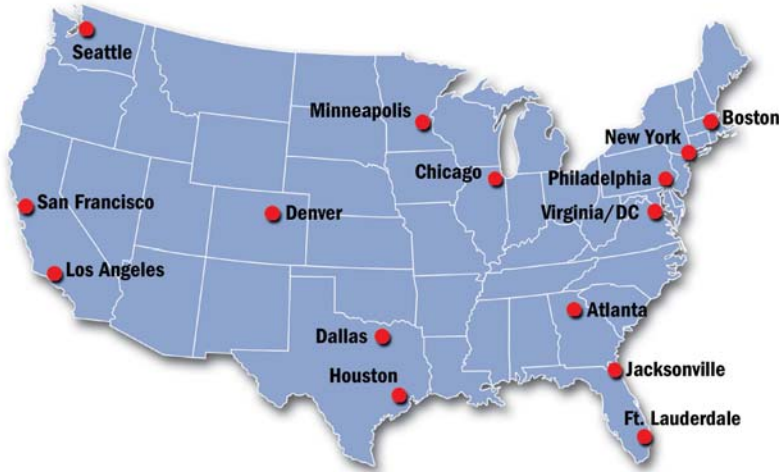 Seattle
Minneapolis
Boston
New York
Chicago
Philadelphia
San Francisco
Denver
Virginia/DC
Los Angeles
Atlanta
Dallas
Jacksonville
Houston
Ft. Lauderdale